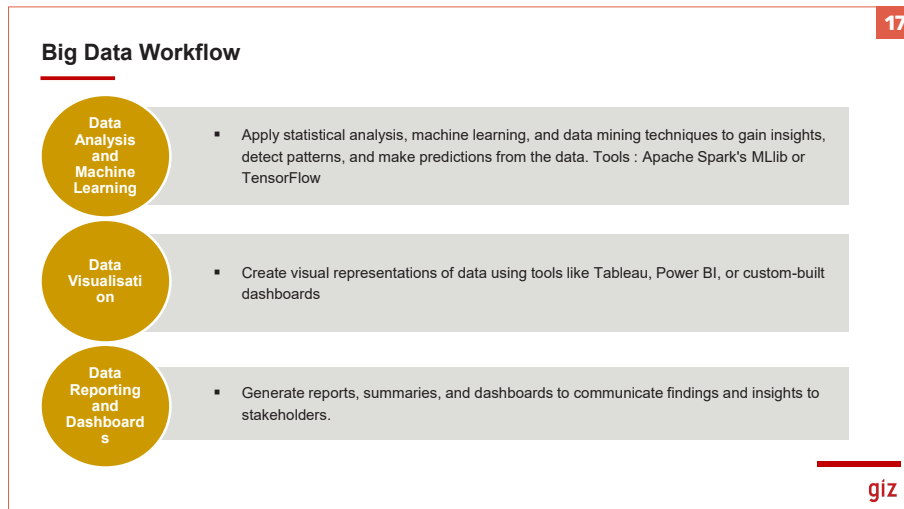 17
Big Data Workflow
Data
Analysis
and
Machine
Learning
▪ Apply statistical analysis, machine learning, and data mining techniques to gain insights,
detect patterns, and make predictions from the data. Tools : Apache Spark's MLlib or
TensorFlow
Data
Visualisati
on
▪ Create visual representations of data using tools like Tableau, Power BI, or custom-built
dashboards
Data
Reporting
and
Dashboard
s
▪ Generate reports, summaries, and dashboards to communicate findings and insights to
stakeholders.
giz